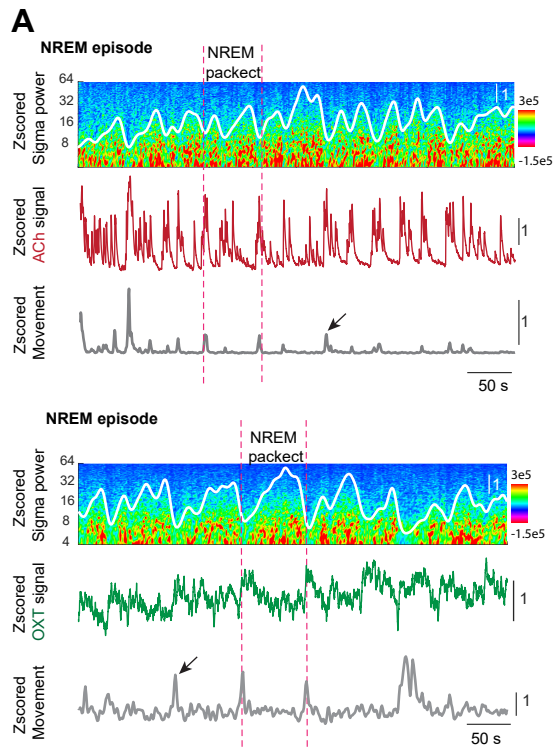 A
NREM episode
NREM
packect
Zscored
Sigma power
64
32
16
8
1
3e5
-1.5e5
Zscored
ACh signal
1
Zscored
Movement
1
50 s
NREM episode
NREM
packect
Zscored
Sigma power
64
36
16
8
4
1
3e5
-1.5e5
Zscored
OXT signal
1
Zscored
Movement
1
50 s